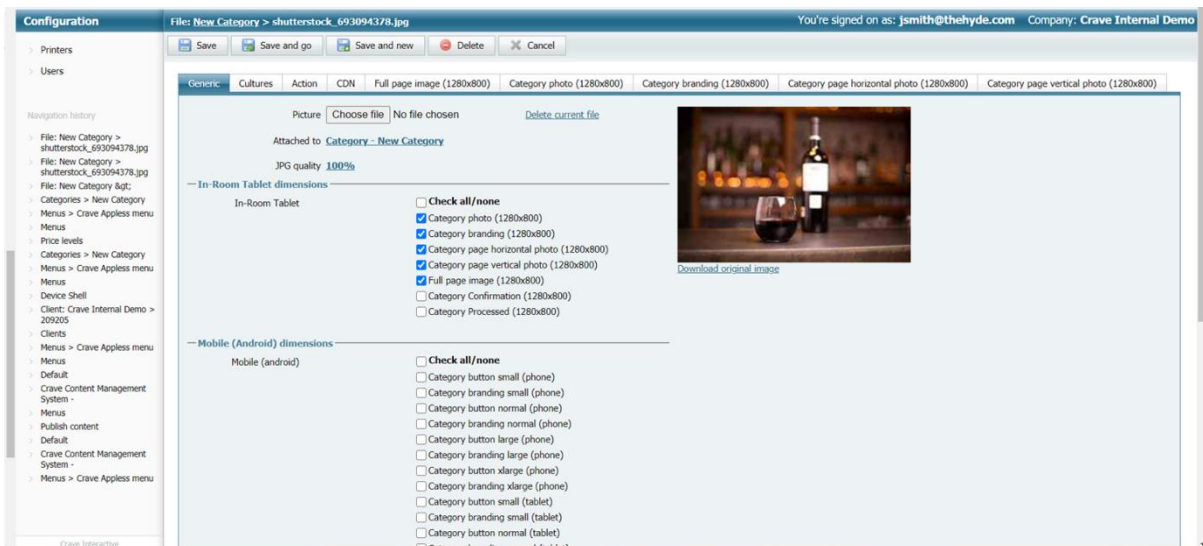 Configuration
File: New Category > shutterstock_693094378.jpg
You're signed on as: jsmith@thehyde.com Company: Crave Internal Demo
Printers
Users
Navigation history
File: New Category >
shutterstock_693094378.jpg
File: New Category >
shutterstock_693094378.jpg
File: New Category &gt;
Categories > New Category
Menus > Crave Appless menu
Menus
Price levels
Categories > New Category
Menus > Crave Appless menu
Menus
Device Shell
Client: Crave Internal Demo >
209205
Clients
Menus > Crave Appless menu
Menus
Default
Crave Content Management
System -
Menus
Publish content
Default
Crave Content Management
System -
Menus > Crave Appless menu
Crave Interactive
Save Save and go Save and new Delete Cancel
Generic Cultures Action CDN Full page image (1280x800) Category photo (1280x800) Category branding (1280x800) Category page horizontal photo (1280x800) Category page vertical photo (1280x800)
Picture Choose file No file chosen Delete current file
Attached to Category - New Category
JPG quality 100%
In-Room Tablet dimensions
In-Room Tablet Check all/none
Category photo (1280x800)
Category branding (1280x800)
Category page horizontal photo (1280x800)
Category page vertical photo (1280x800)
Full page image (1280x800)
Category Confirmation (1280x800)
Category Processed (1280x800)
Download original image
Mobile (Android) dimensions
Mobile (android) Check all/none
Category button small (phone)
Category branding small (phone)
Category button normal (phone)
Category branding normal (phone)
Category button large (phone)
Category branding large (phone)
Category button xlarge (phone)
Category branding xlarge (phone)
Category button small (tablet)
Category branding small (tablet)
Category button normal (tablet)